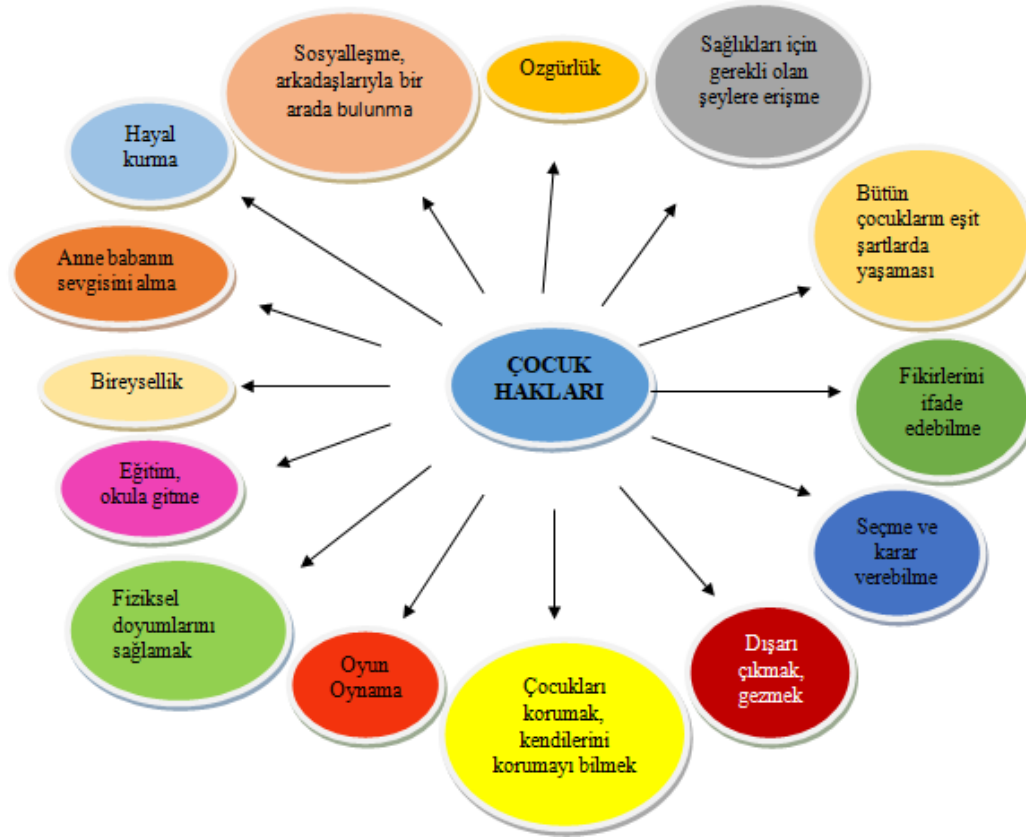 Sosyalleşme,
arkadaşlarıyla bir
arada bulunma
Ozgürlük
Sağlıkları için
gerekli olan
şeylere erişme
Hayal
kurma
Bütün
çocukların eşit
şartlarda
yaşaması
Anne babanın
sevgisini alma
ÇOCUK
HAKLARI
Bireysellik
Fikirlerini
ifade
edebilme
Eğitim,
okula gitme
Seçme ve
karar
verebilme
Fiziksel
doyumlarını
sağlamak
Oyun
Oynama
Çocukları
korumak,
kendilerini
korumayı bilmek
Dışarı
çıkmak,
gezmek